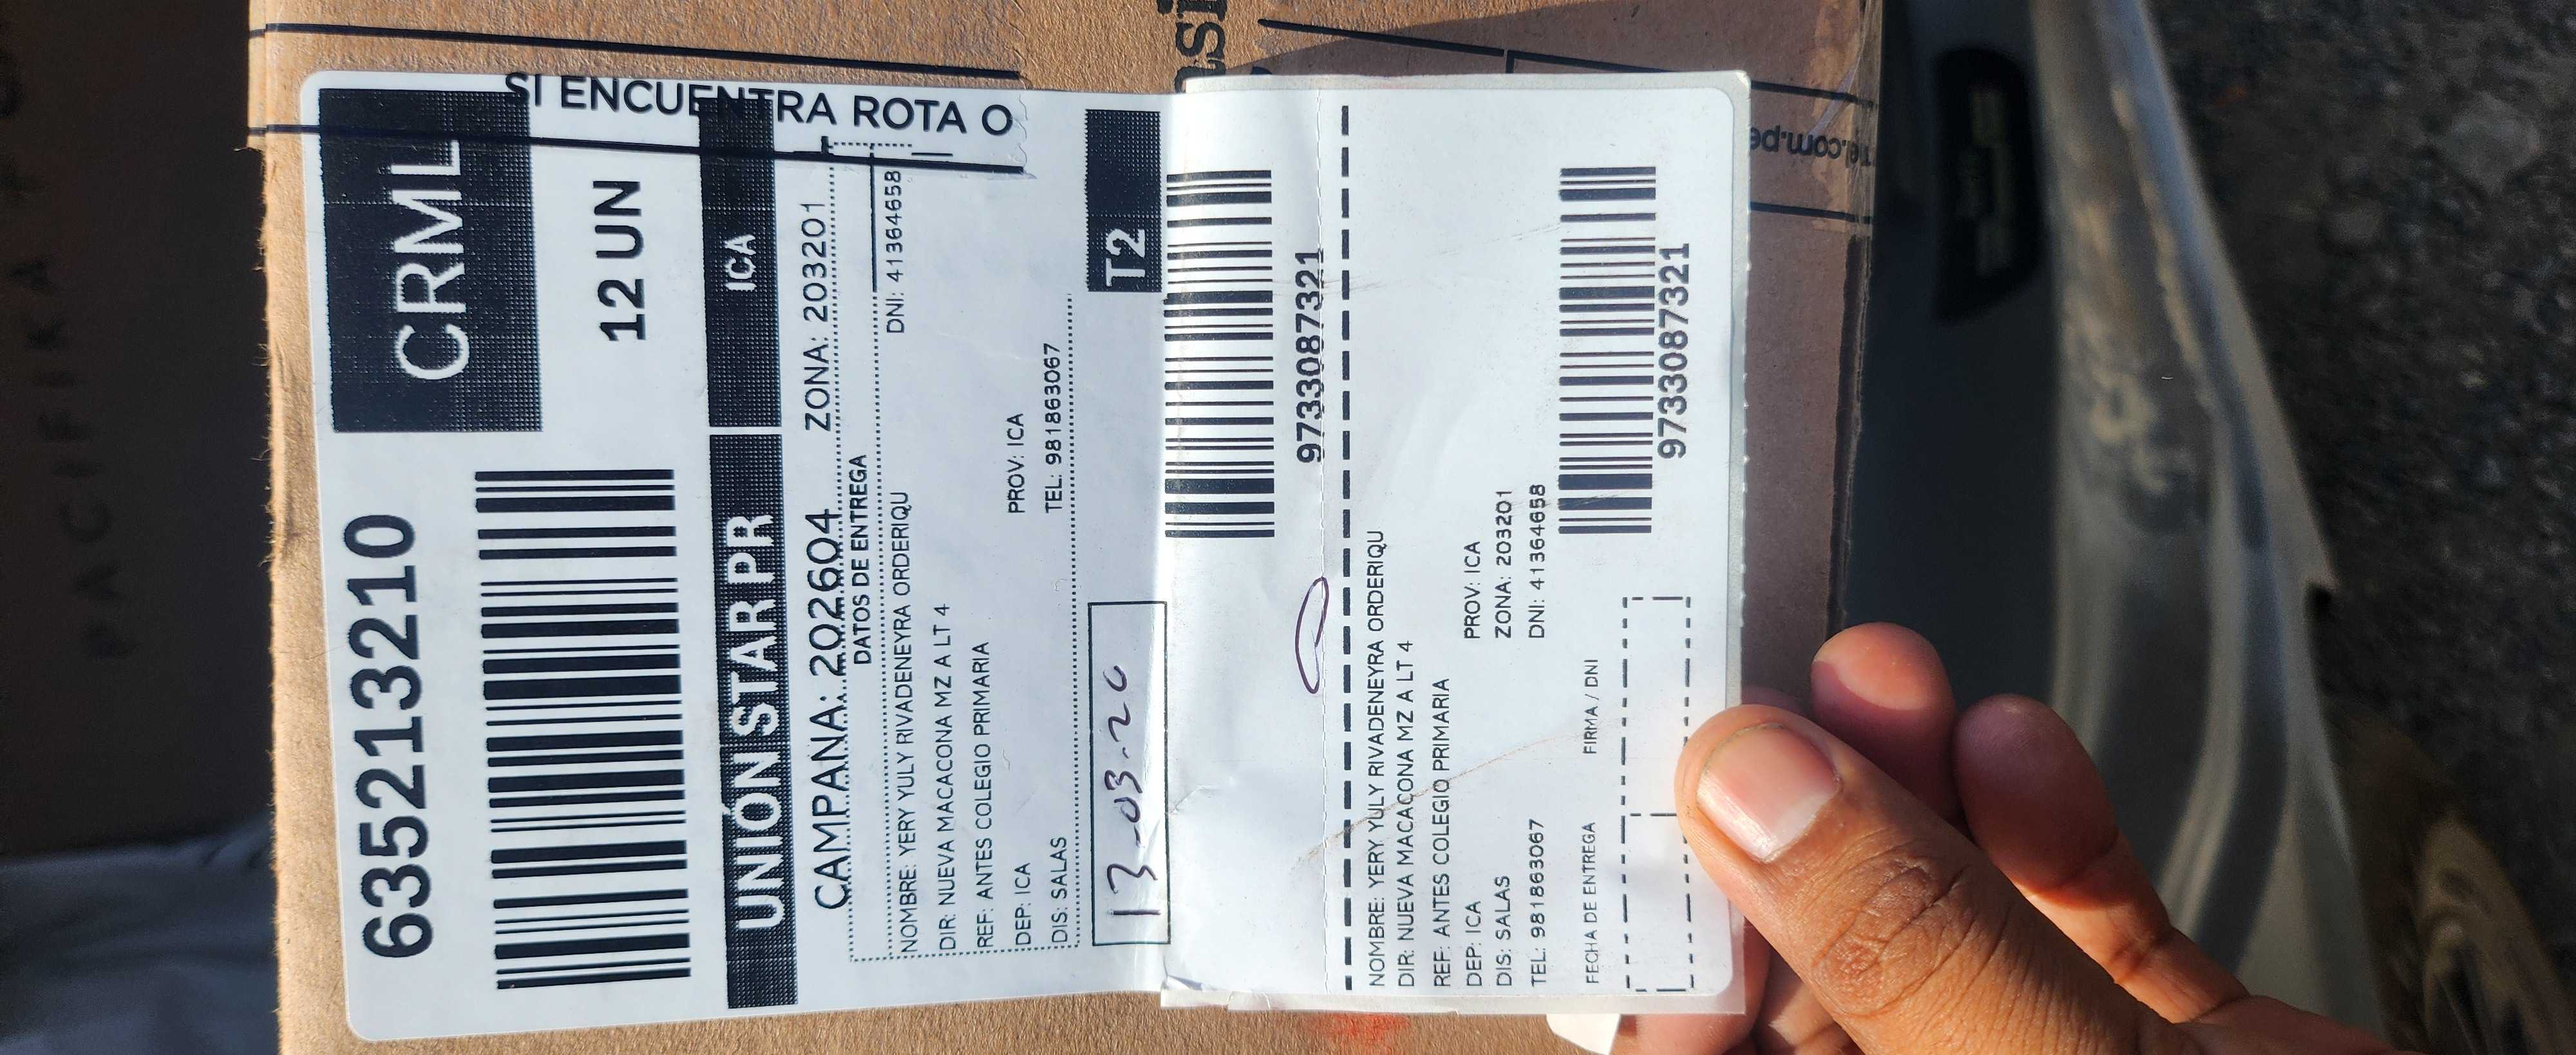 SI ENCUENTRA ROTA O
6352213210
CRML
12 UN
UNIÓN STAR PR
ICA
CAMPAÑA: 202604 ZONA: 203201
DATOS DE ENTREGA
NOMBRE: YERY YULY RIVADENEYRA ORDERIQU DNI: 41364658
DIR: NUEVA MACACONA MZ A LT 4
REF: ANTES COLEGIO PRIMARIA
DEP: ICA PROV: ICA
DIS: SALAS TEL: 981863067
13-03-26
T2
9733087321
NOMBRE: YERY YULY RIVADENEYRA ORDERIQU
DIR: NUEVA MACACONA MZ A LT 4
REF: ANTES COLEGIO PRIMARIA
DEP: ICA PROV: ICA
DIS: SALAS ZONA: 203201
TEL: 981863067 DNI: 41364658
FECHA DE ENTREGA FIRMA / DNI
9733087321